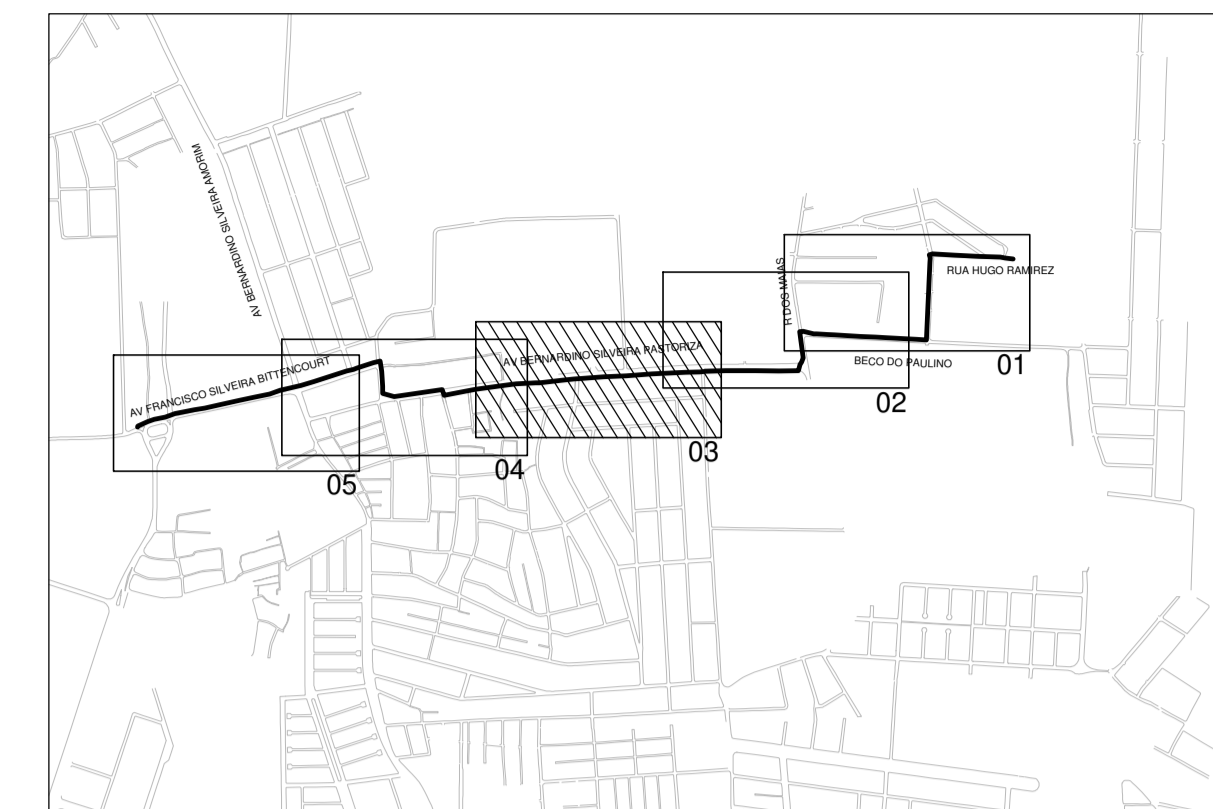 AV BERNARDINO SILVEIRA AMORIM
R DOS MAIAS
RUA HUGO RAMIREZ
AV BERNARDINO SILVEIRA PASTORIZA
BECO DO PAULINO
01
AV FRANCISCO SILVEIRA BITTENCOURT
02
03
04
05